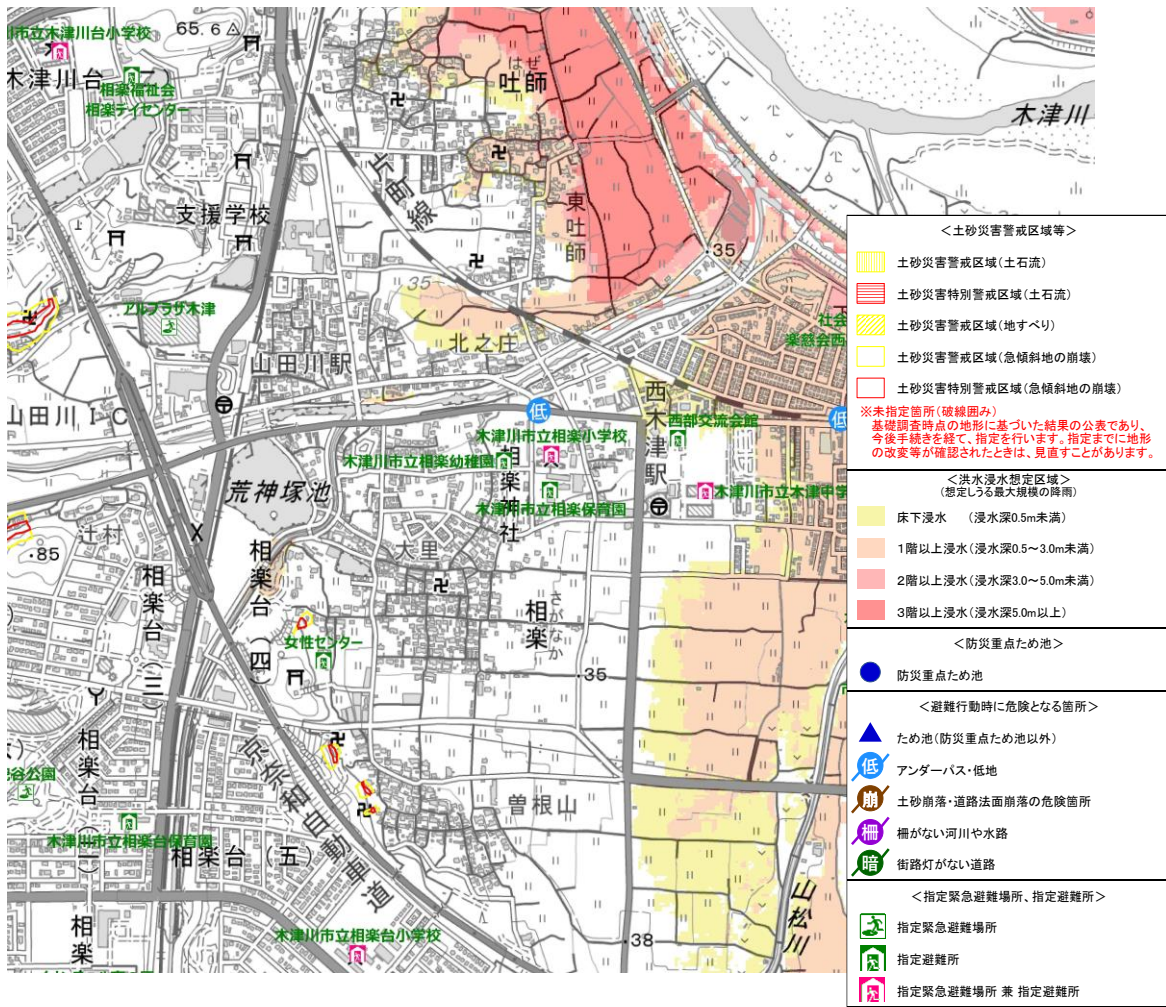 川市立木津川台小学校
65.6
木津川台
相楽福祉会
相楽デイセンター
はぜ
吐師
木津川
片町線
支援学校
東吐師
35
35
アルプラザ木津
北之庄
山田川駅
社会
楽慈会西
山田川IC
低
低
西木津駅
西部交流会館
木津川市立相楽小学校
木津川市立相楽幼稚園
相楽神社
木津川市立木津中学
木津川市立相楽保育園
荒神塚池
辻村
85
大里
相楽台(四)
相楽台(三)
さがなか
相楽
女性センター
35
京奈和自動車道
相楽台(二)
谷公園
曽根山
木津川市立相楽台保育園
相楽台(五)
山松川
相楽
木津川市立相楽台小学校
38
<土砂災害警戒区域等>
土砂災害警戒区域(土石流)
土砂災害特別警戒区域(土石流)
土砂災害警戒区域(地すべり)
土砂災害警戒区域(急傾斜地の崩壊)
土砂災害特別警戒区域(急傾斜地の崩壊)
※未指定箇所(破線囲み)
基礎調査時点の地形に基づいた結果の公表であり、
今後手続きを経て、指定を行います。指定までに地形
の改変等が確認されたときは、見直すことがあります。
<洪水浸水想定区域>
(想定しうる最大規模の降雨)
床下浸水 (浸水深0.5m未満)
1階以上浸水(浸水深0.5~3.0m未満)
2階以上浸水(浸水深3.0~5.0m未満)
3階以上浸水(浸水深5.0m以上)
<防災重点ため池>
防災重点ため池
<避難行動時に危険となる箇所>
ため池(防災重点ため池以外)
低 アンダーパス・低地
崩 土砂崩落・道路法面崩落の危険箇所
柵 柵がない河川や水路
暗 街路灯がない道路
<指定緊急避難場所、指定避難所>
指定緊急避難場所
指定避難所
指定緊急避難場所 兼 指定避難所